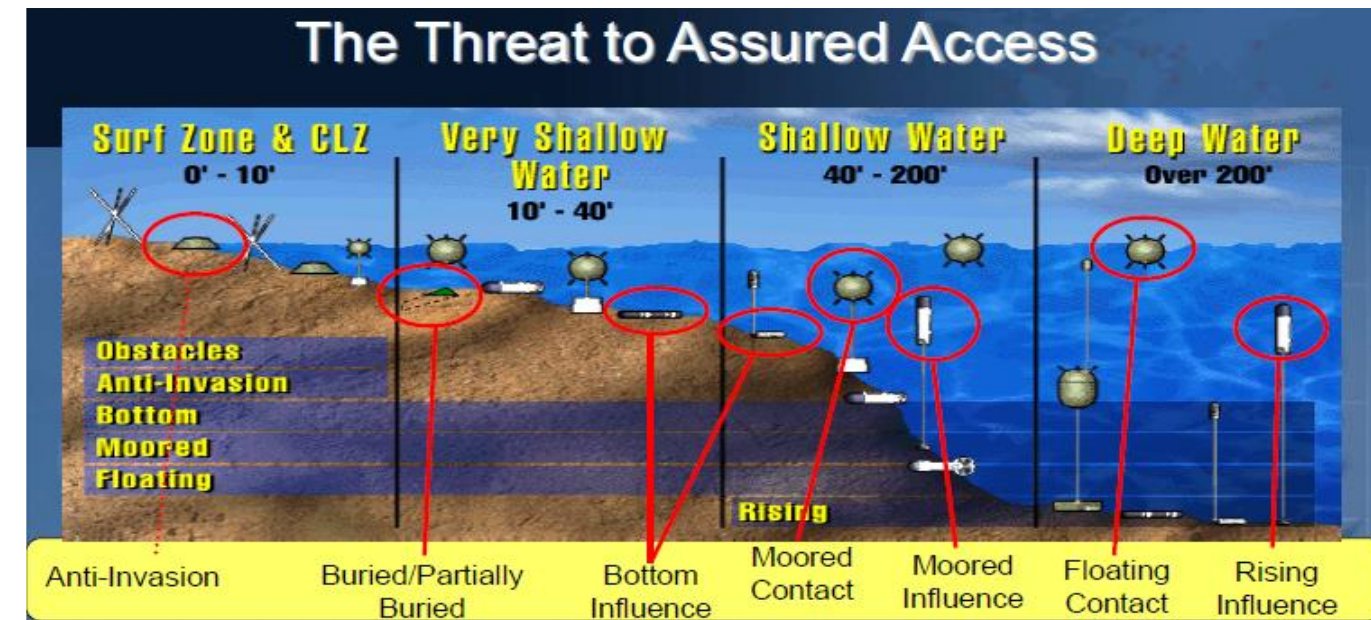 The Threat to Assured Access
Surf Zone & CLZ
0' - 10'
Very Shallow
Water
10' - 40'
Shallow Water
40' - 200'
Deep Water
Over 200'
Obstacles
Anti-Invasion
Bottom
Moored
Floating
Rising
Anti-Invasion
Buried/Partially
Buried
Bottom
Influence
Moored
Contact
Moored
Influence
Floating
Contact
Rising
Influence